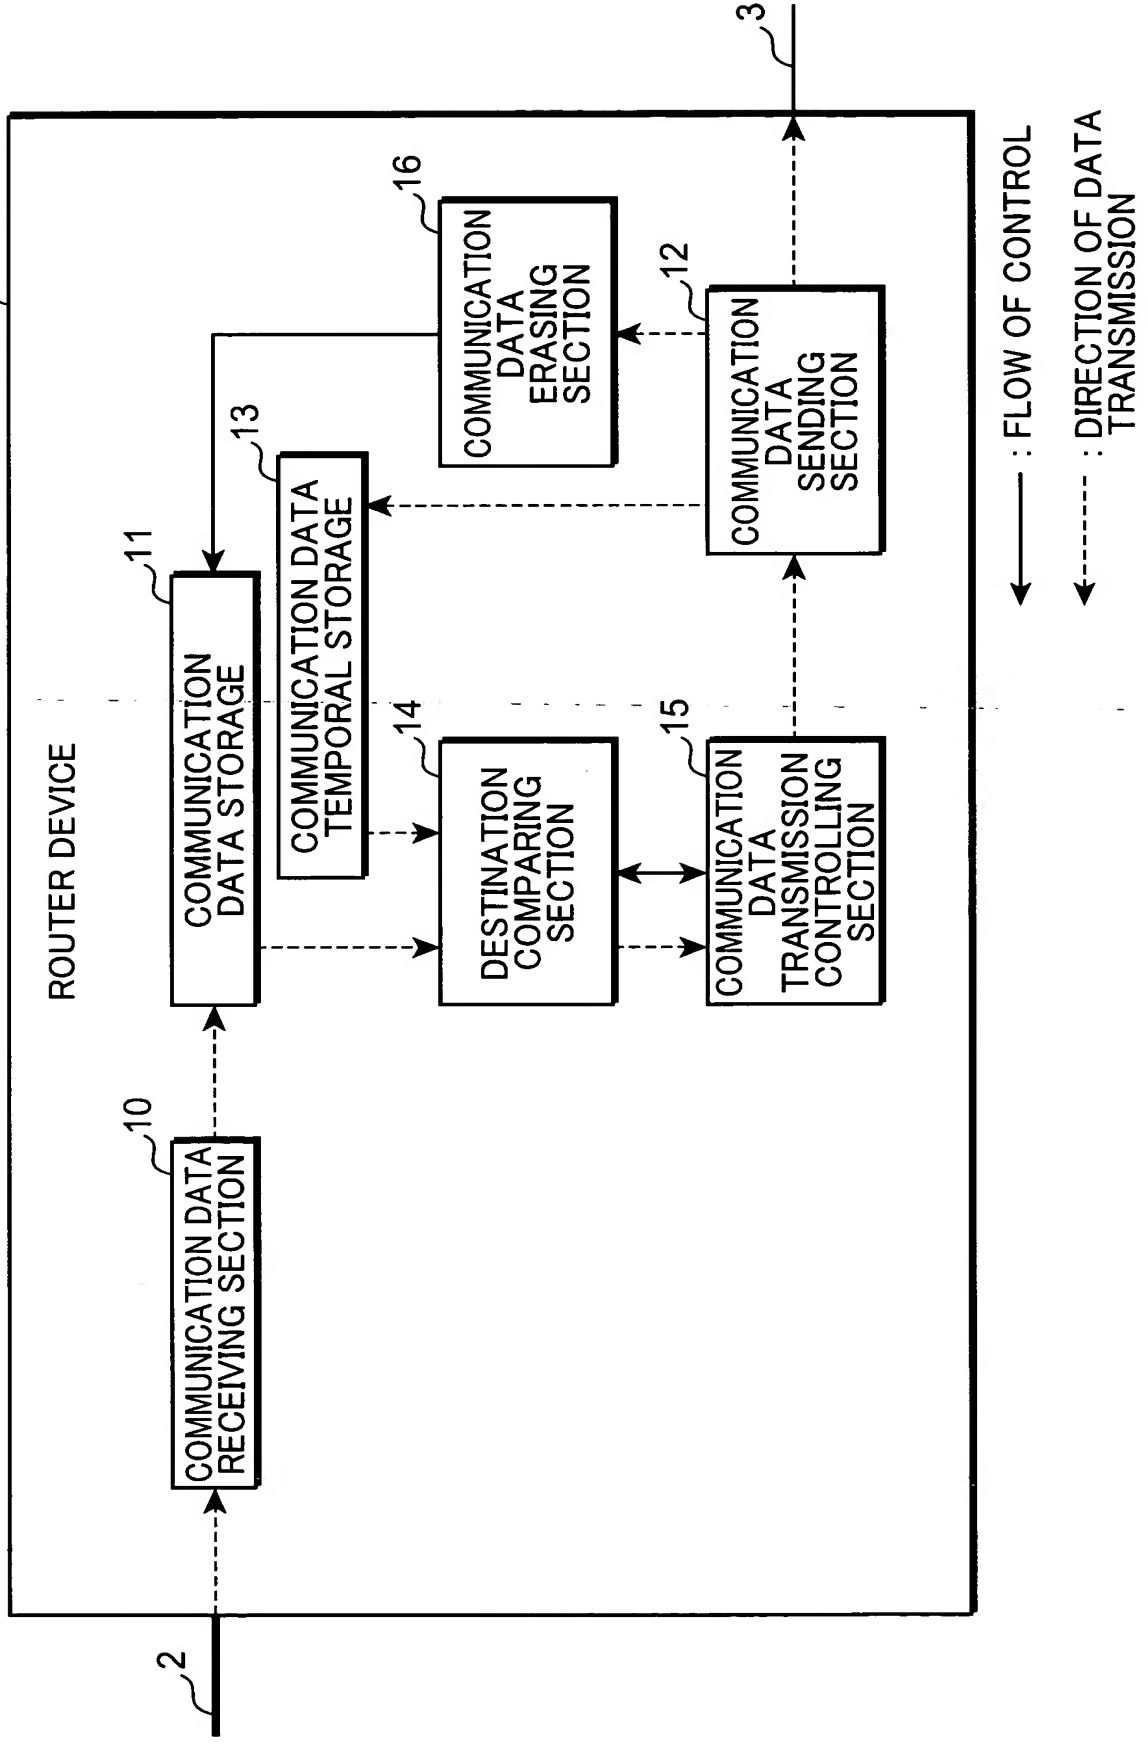 ROUTER DEVICE
2
10
COMMUNICATION DATA
RECEIVING SECTION
11
COMMUNICATION
DATA STORAGE
13
COMMUNICATION DATA
TEMPORAL STORAGE
14
DESTINATION
COMPARING
SECTION
16
COMMUNICATION
DATA
ERASING
SECTION
15
COMMUNICATION
DATA
TRANSMISSION
CONTROLLING
SECTION
12
COMMUNICATION
DATA
SENDING
SECTION
3
: FLOW OF CONTROL
: DIRECTION OF DATA
TRANSMISSION